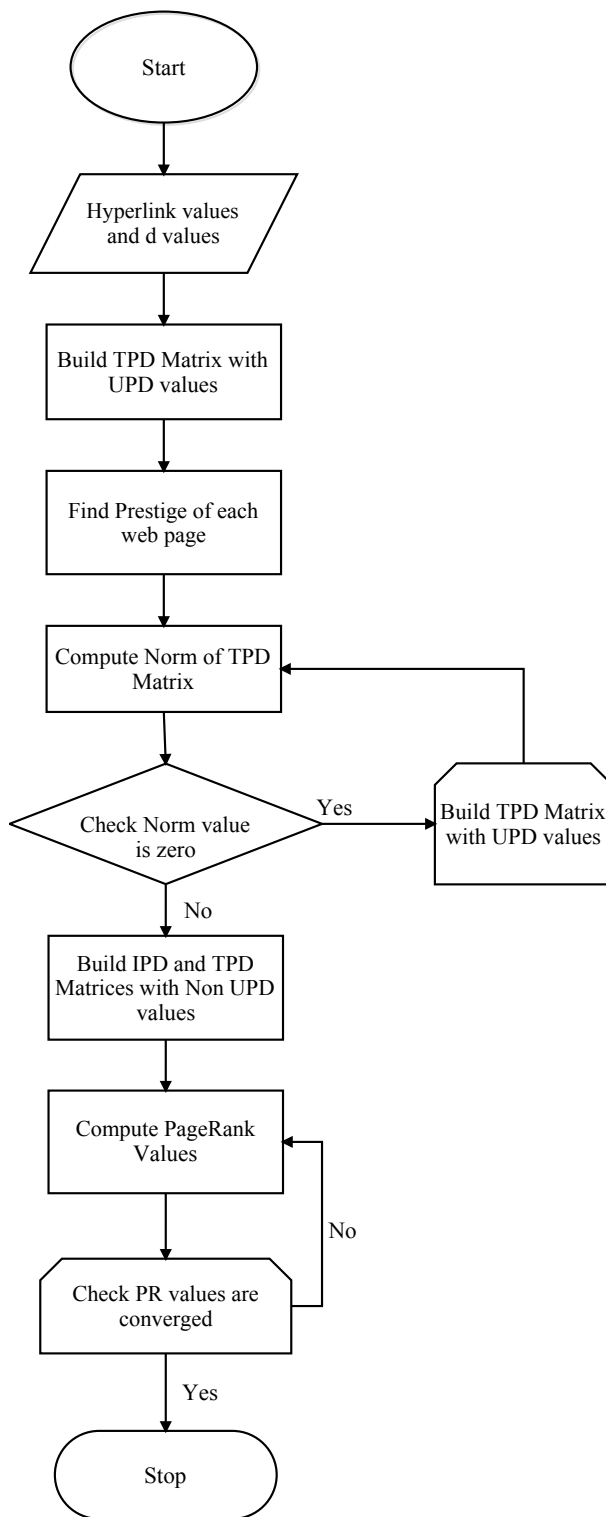 Start
Hyperlink values
and d values
Build TPD Matrix with
UPD values
Find Prestige of each
web page
Compute Norm of TPD
Matrix
Check Norm value
is zero
Yes
Build TPD Matrix
with UPD values
No
Build IPD and TPD
Matrices with Non UPD
values
Compute PageRank
Values
No
Check PR values are
converged
Yes
Stop